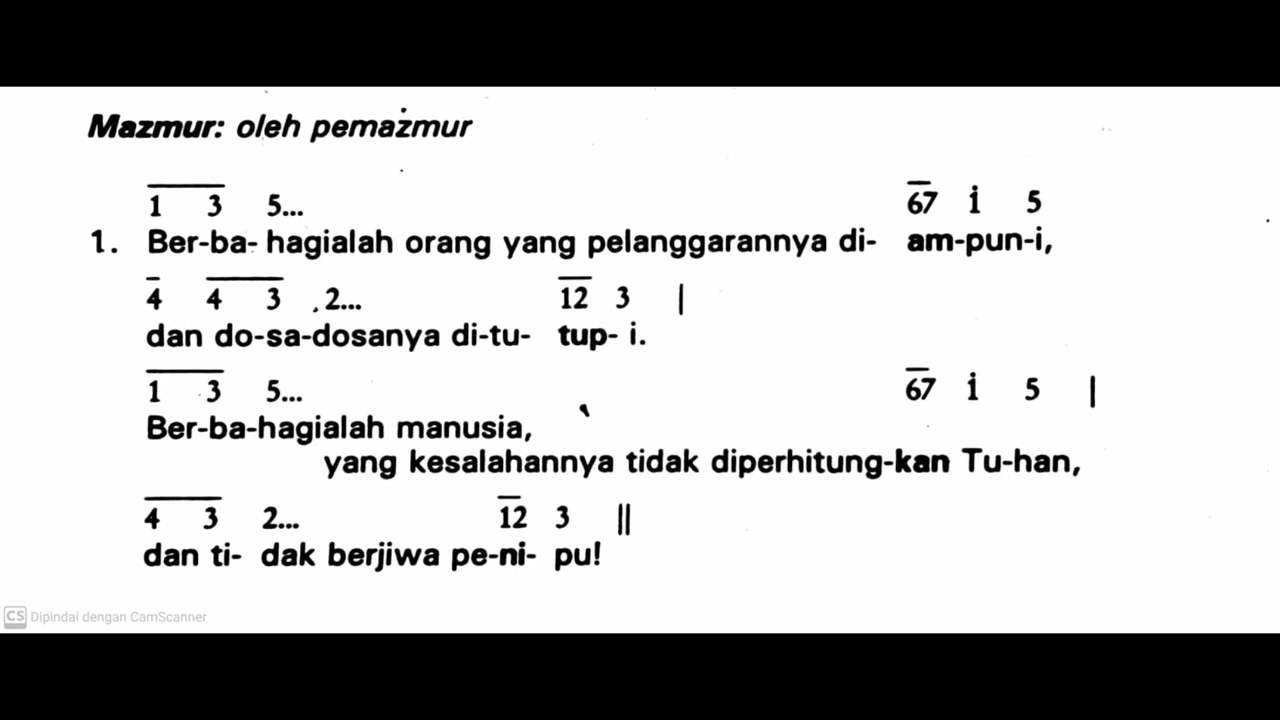 Mazmur: oleh pemazmur
1 3 5... 67 i 5
1. Ber-ba- hagialah orang yang pelanggarannya di- am-pun-i,
4 4 3 2... 12 3 |
dan do-sa-dosanya di-tu- tup- i.
1 3 5... 67 i 5 |
Ber-ba-hagialah manusia,
yang kesalahannya tidak diperhitung-kan Tu-han,
4 3 2... 12 3 ||
dan ti- dak berjiwa pe-ni- pu!
CS Dipindai dengan CamScanner